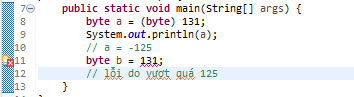 7 public static void main(String[] args) {
8 byte a = (byte) 131;
9 System.out.println(a);
10 // a = -125
11 byte b = 131;
12 // lỗi do vượt quá 125
13 }